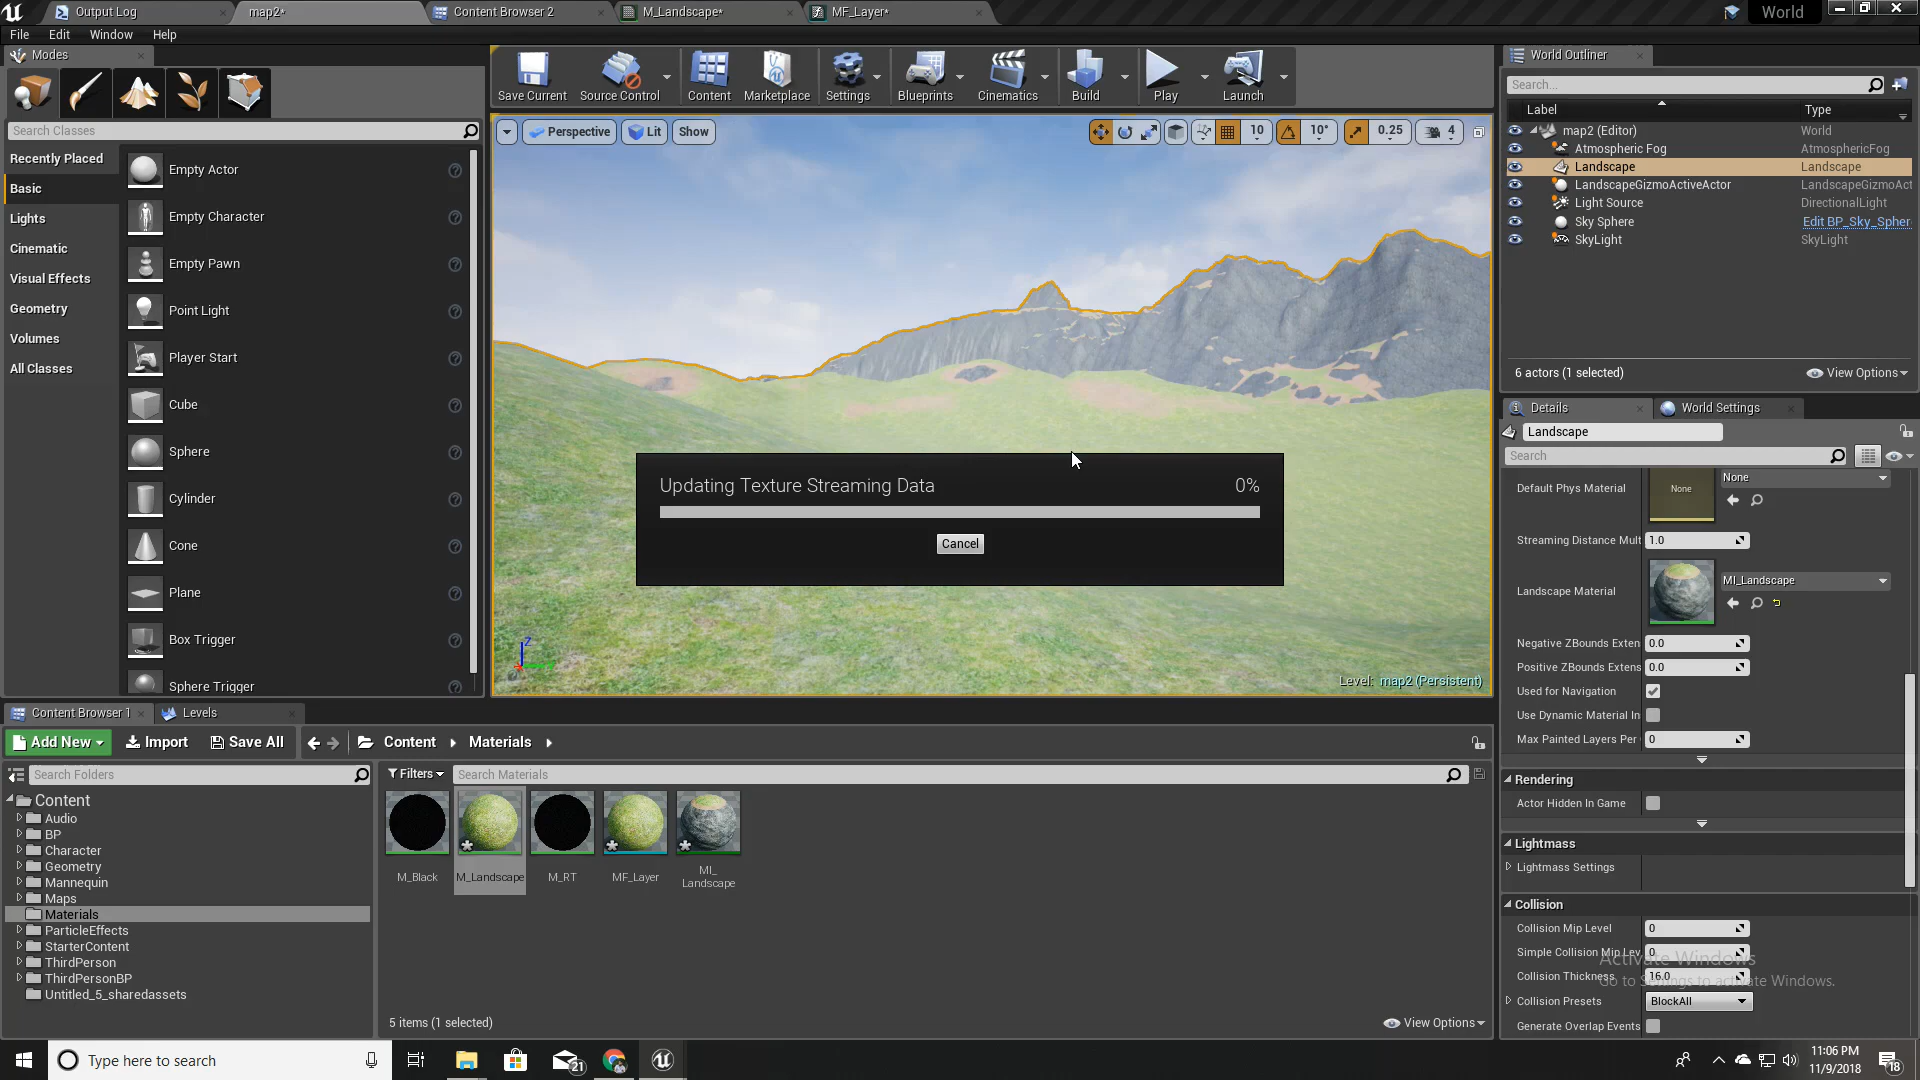 Output Log
map2*
Content Browser 2
M_Landscape*
MF_Layer*
World
File Edit Window Help
Modes
Search Classes
Recently Placed
Basic
Lights
Cinematic
Visual Effects
Geometry
Volumes
All Classes
Empty Actor
Empty Character
Empty Pawn
Point Light
Player Start
Cube
Sphere
Cylinder
Cone
Plane
Box Trigger
Sphere Trigger
Save Current
Source Control
Content
Marketplace
Settings
Blueprints
Cinematics
Build
Play
Launch
Perspective Lit Show
10 10° 0.25 4
Updating Texture Streaming Data 0%
Cancel
Z
Level: map2 (Persistent)
World Outliner
Search...
Label Type
map2 (Editor) World
Atmospheric Fog AtmosphericFog
Landscape Landscape
LandscapeGizmoActiveActor LandscapeGizmoAct
Light Source DirectionalLight
Sky Sphere Edit BP_Sky_Spher
SkyLight SkyLight
6 actors (1 selected) View Options
Details World Settings
Landscape
Search
Default Phys Material None None
Streaming Distance Mult 1.0
Landscape Material MI_Landscape
Negative ZBounds Exten 0.0
Positive ZBounds Extens 0.0
Used for Navigation
Use Dynamic Material In
Max Painted Layers Per 0
Rendering
Actor Hidden In Game
Lightmass
Lightmass Settings
Collision
Collision Mip Level 0
Simple Collision Mip Lev 0
Collision Thickness 16.0
Collision Presets BlockAll
Generate Overlap Events
Activate Windows
Go to Settings to activate Windows.
Content Browser 1 Levels
Add New Import Save All Content Materials
Search Folders
Filters Search Materials
Content
Audio
BP
Character
Geometry
Mannequin
Maps
Materials
ParticleEffects
StarterContent
ThirdPerson
ThirdPersonBP
Untitled_5_sharedassets
M_Black
M_Landscape
M_RT
MF_Layer
MI_
Landscape
5 items (1 selected) View Options
Type here to search
21
11:06 PM
11/9/2018
18